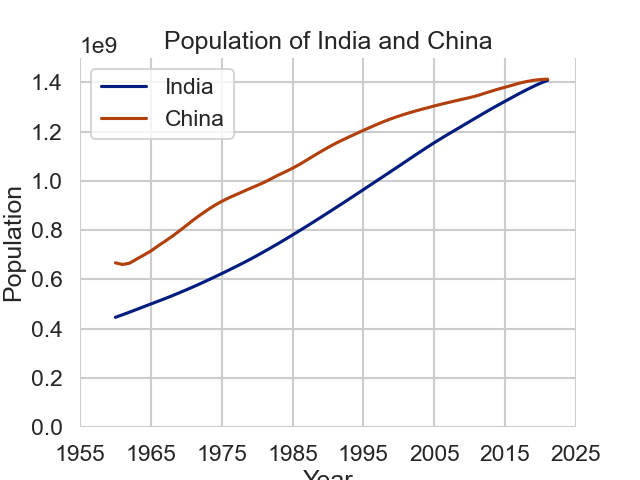 1e9
Population of India and China
India
China
Population
1.4
1.2
1.0
0.8
0.6
0.4
0.2
0.0
1955 1965 1975 1985 1995 2005 2015 2025
Year